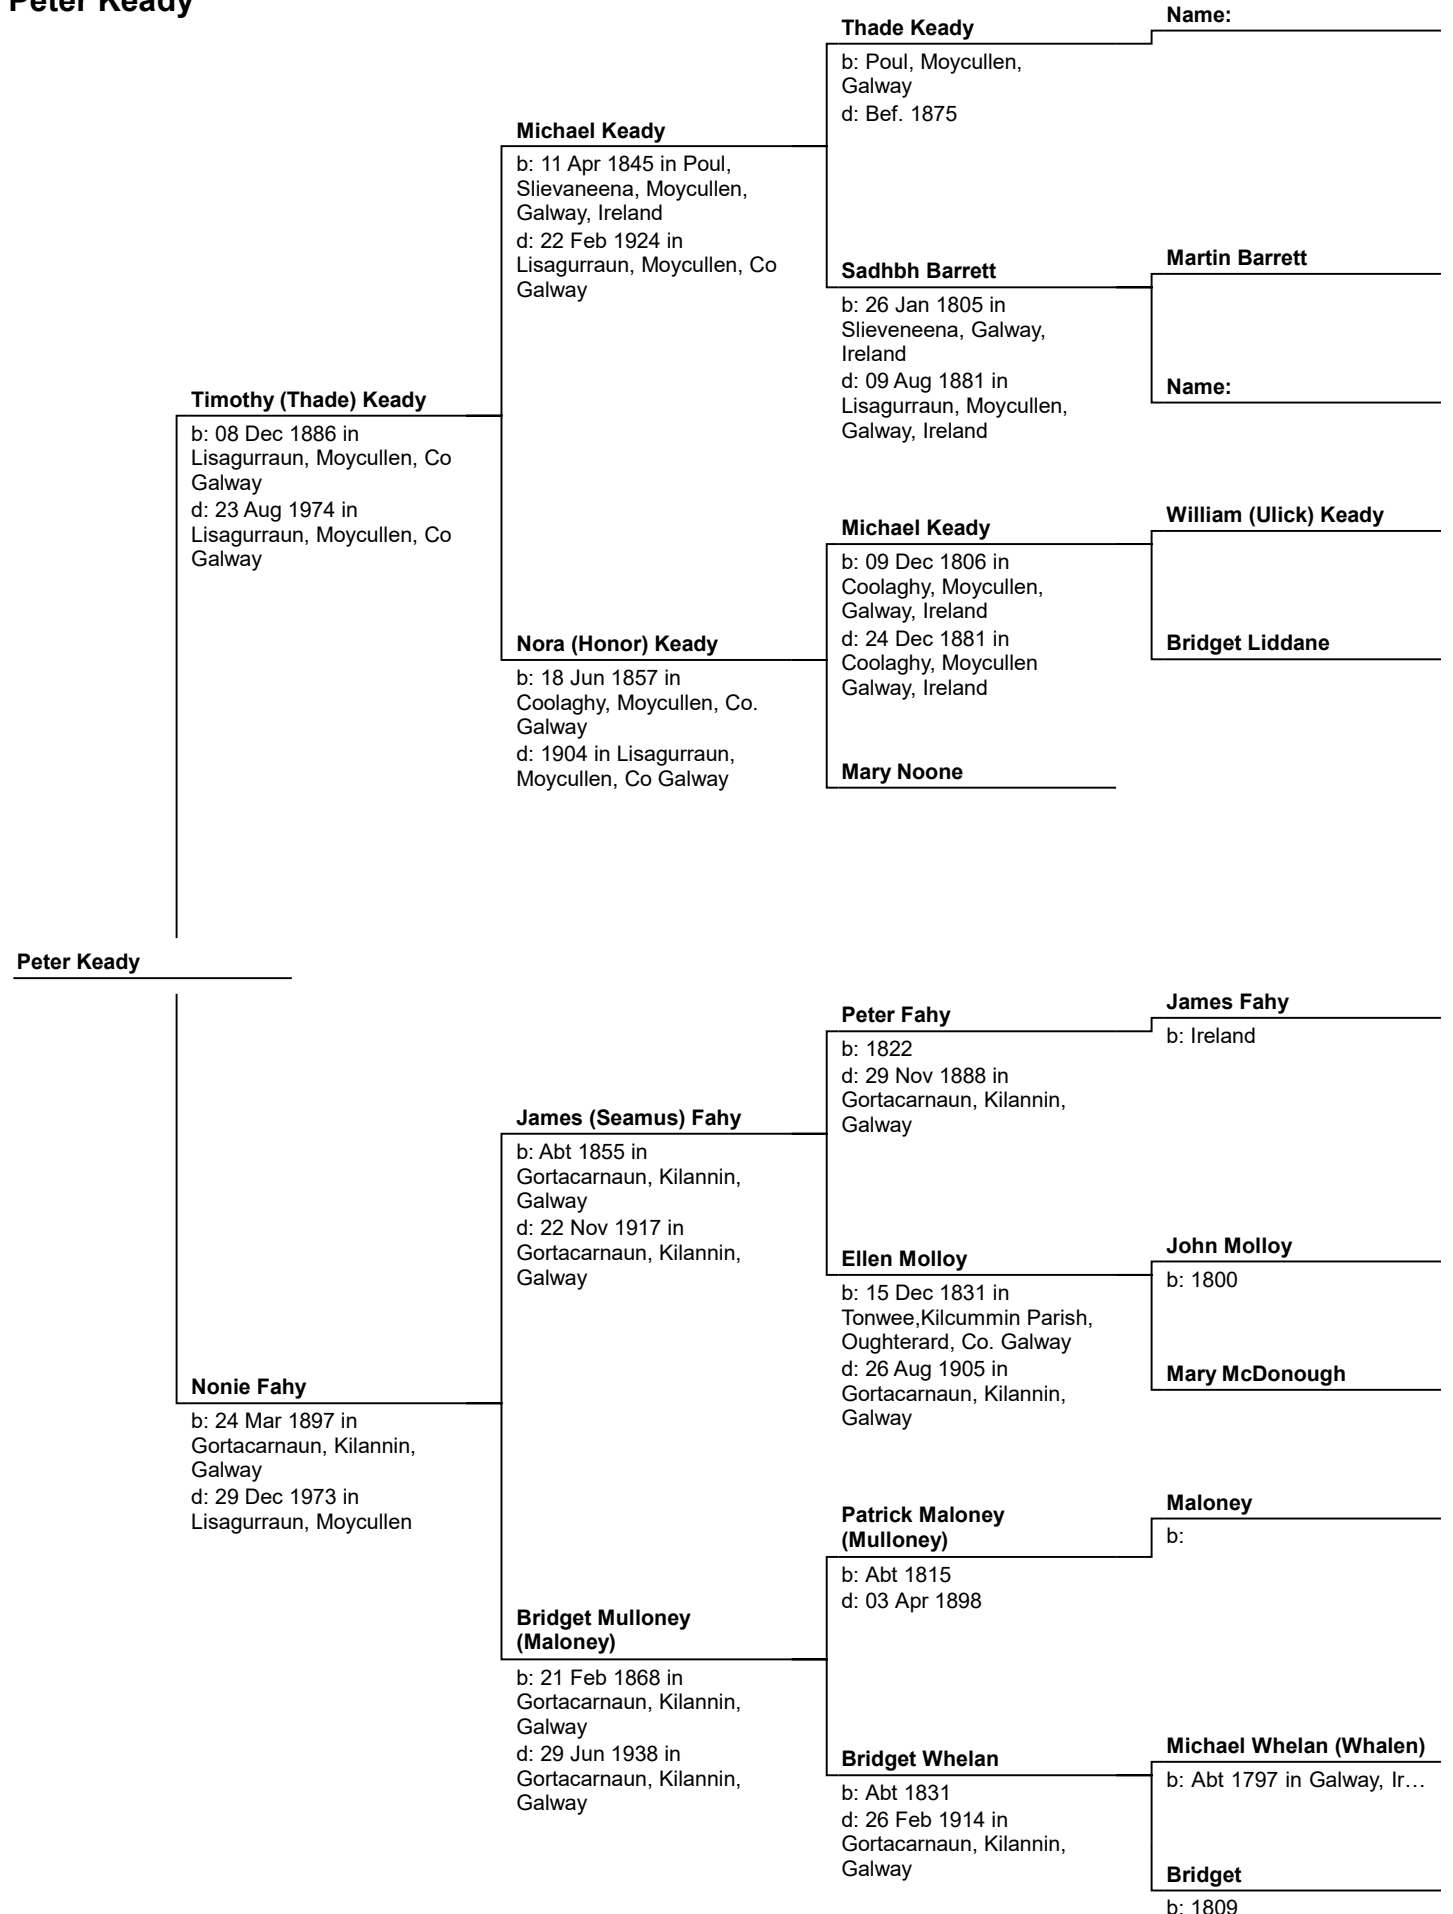 Peter Keady
Name:
Thade Keady
b: Poul, Moycullen,
Galway
d: Bef. 1875
Michael Keady
b: 11 Apr 1845 in Poul,
Slievaneena, Moycullen,
Galway, Ireland
d: 22 Feb 1924 in
Lisagurraun, Moycullen, Co
Galway
Martin Barrett
Sadhbh Barrett
b: 26 Jan 1805 in
Slieveneena, Galway,
Ireland
d: 09 Aug 1881 in
Lisagurraun, Moycullen,
Galway, Ireland
Name:
Timothy (Thade) Keady
b: 08 Dec 1886 in
Lisagurraun, Moycullen, Co
Galway
d: 23 Aug 1974 in
Lisagurraun, Moycullen, Co
Galway
William (Ulick) Keady
Michael Keady
b: 09 Dec 1806 in
Coolaghy, Moycullen,
Galway, Ireland
d: 24 Dec 1881 in
Coolaghy, Moycullen
Galway, Ireland
Bridget Liddane
Nora (Honor) Keady
b: 18 Jun 1857 in
Coolaghy, Moycullen, Co.
Galway
d: 1904 in Lisagurraun,
Moycullen, Co Galway
Mary Noone
Peter Keady
James Fahy
b: Ireland
Peter Fahy
b: 1822
d: 29 Nov 1888 in
Gortacarnaun, Kilannin,
Galway
James (Seamus) Fahy
b: Abt 1855 in
Gortacarnaun, Kilannin,
Galway
d: 22 Nov 1917 in
Gortacarnaun, Kilannin,
Galway
John Molloy
b: 1800
Ellen Molloy
b: 15 Dec 1831 in
Tonwee,Kilcummin Parish,
Oughterard, Co. Galway
d: 26 Aug 1905 in
Gortacarnaun, Kilannin,
Galway
Mary McDonough
Nonie Fahy
b: 24 Mar 1897 in
Gortacarnaun, Kilannin,
Galway
d: 29 Dec 1973 in
Lisagurraun, Moycullen
Maloney
b:
Patrick Maloney
(Mulloney)
b: Abt 1815
d: 03 Apr 1898
Bridget Mulloney
(Maloney)
b: 21 Feb 1868 in
Gortacarnaun, Kilannin,
Galway
d: 29 Jun 1938 in
Gortacarnaun, Kilannin,
Galway
Michael Whelan (Whalen)
b: Abt 1797 in Galway, Ir…
Bridget Whelan
b: Abt 1831
d: 26 Feb 1914 in
Gortacarnaun, Kilannin,
Galway
Bridget
b: 1809